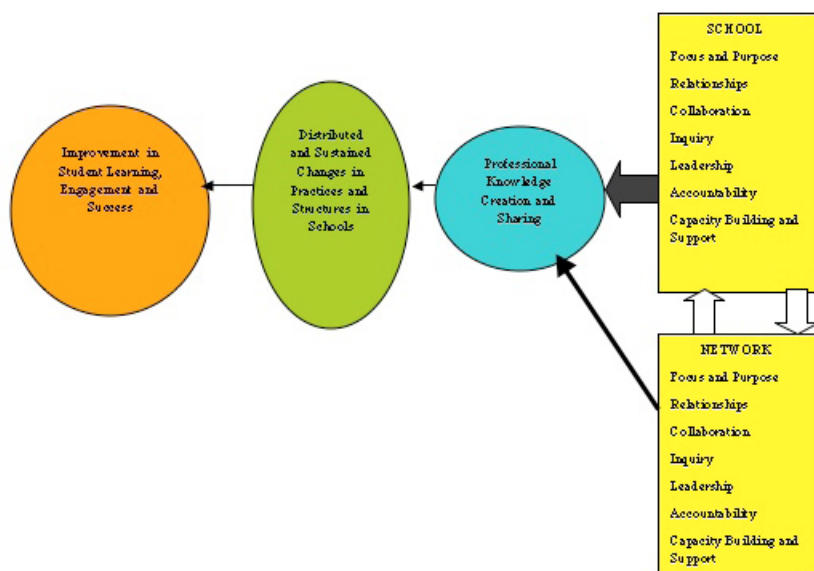 Improvement in
Student Learning,
Engagement and
Success
Distributed
and Sustained
Changes in
Practices and
Structures in
Schools
Professional
Knowledge
Creation and
Sharing
SCHOOL
Focus and Purpose
Relationships
Collaboration
Inquiry
Leadership
Accountability
Capacity Building and
Support
NETWORK
Focus and Purpose
Relationships
Collaboration
Inquiry
Leadership
Accountability
Capacity Building and
Support